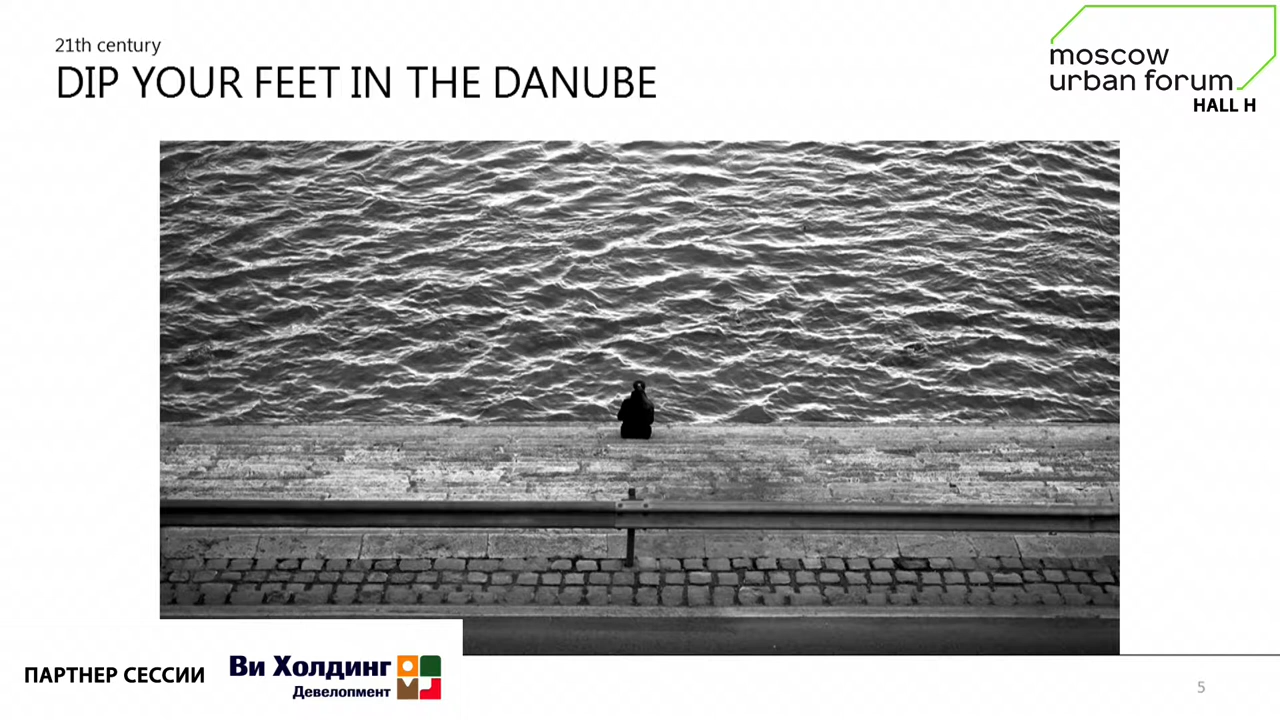 21th century
DIP YOUR FEET IN THE DANUBE
moscow
urban forum
HALL H
ПАРТНЕР СЕССИИ
Ви Холдинг
Девелопмент
5